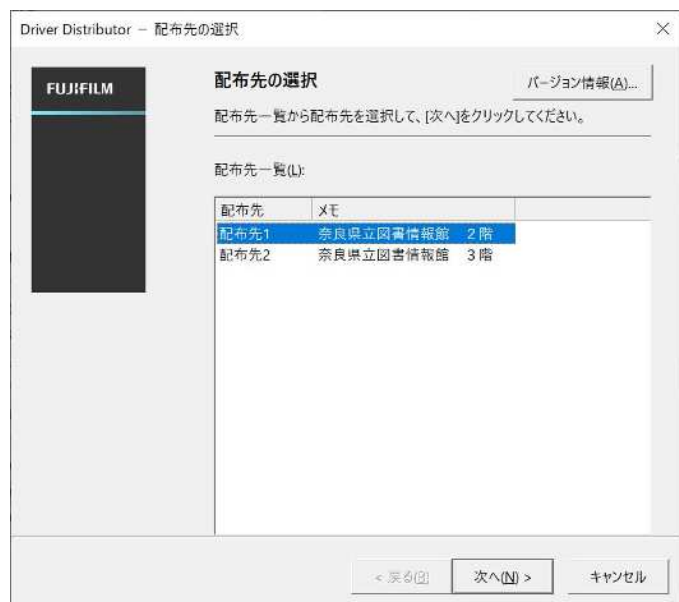 Driver Distributor － 配布先の選択
FUJIFILM
配布先の選択
バージョン情報(A)...
配布先一覧から配布先を選択して、[次へ]をクリックしてください。
配布先一覧(L):
配布先 メモ
配布先1 奈良県立図書情報館 2階
配布先2 奈良県立図書情報館 3階
< 戻る(B) 次へ(N) > キャンセル